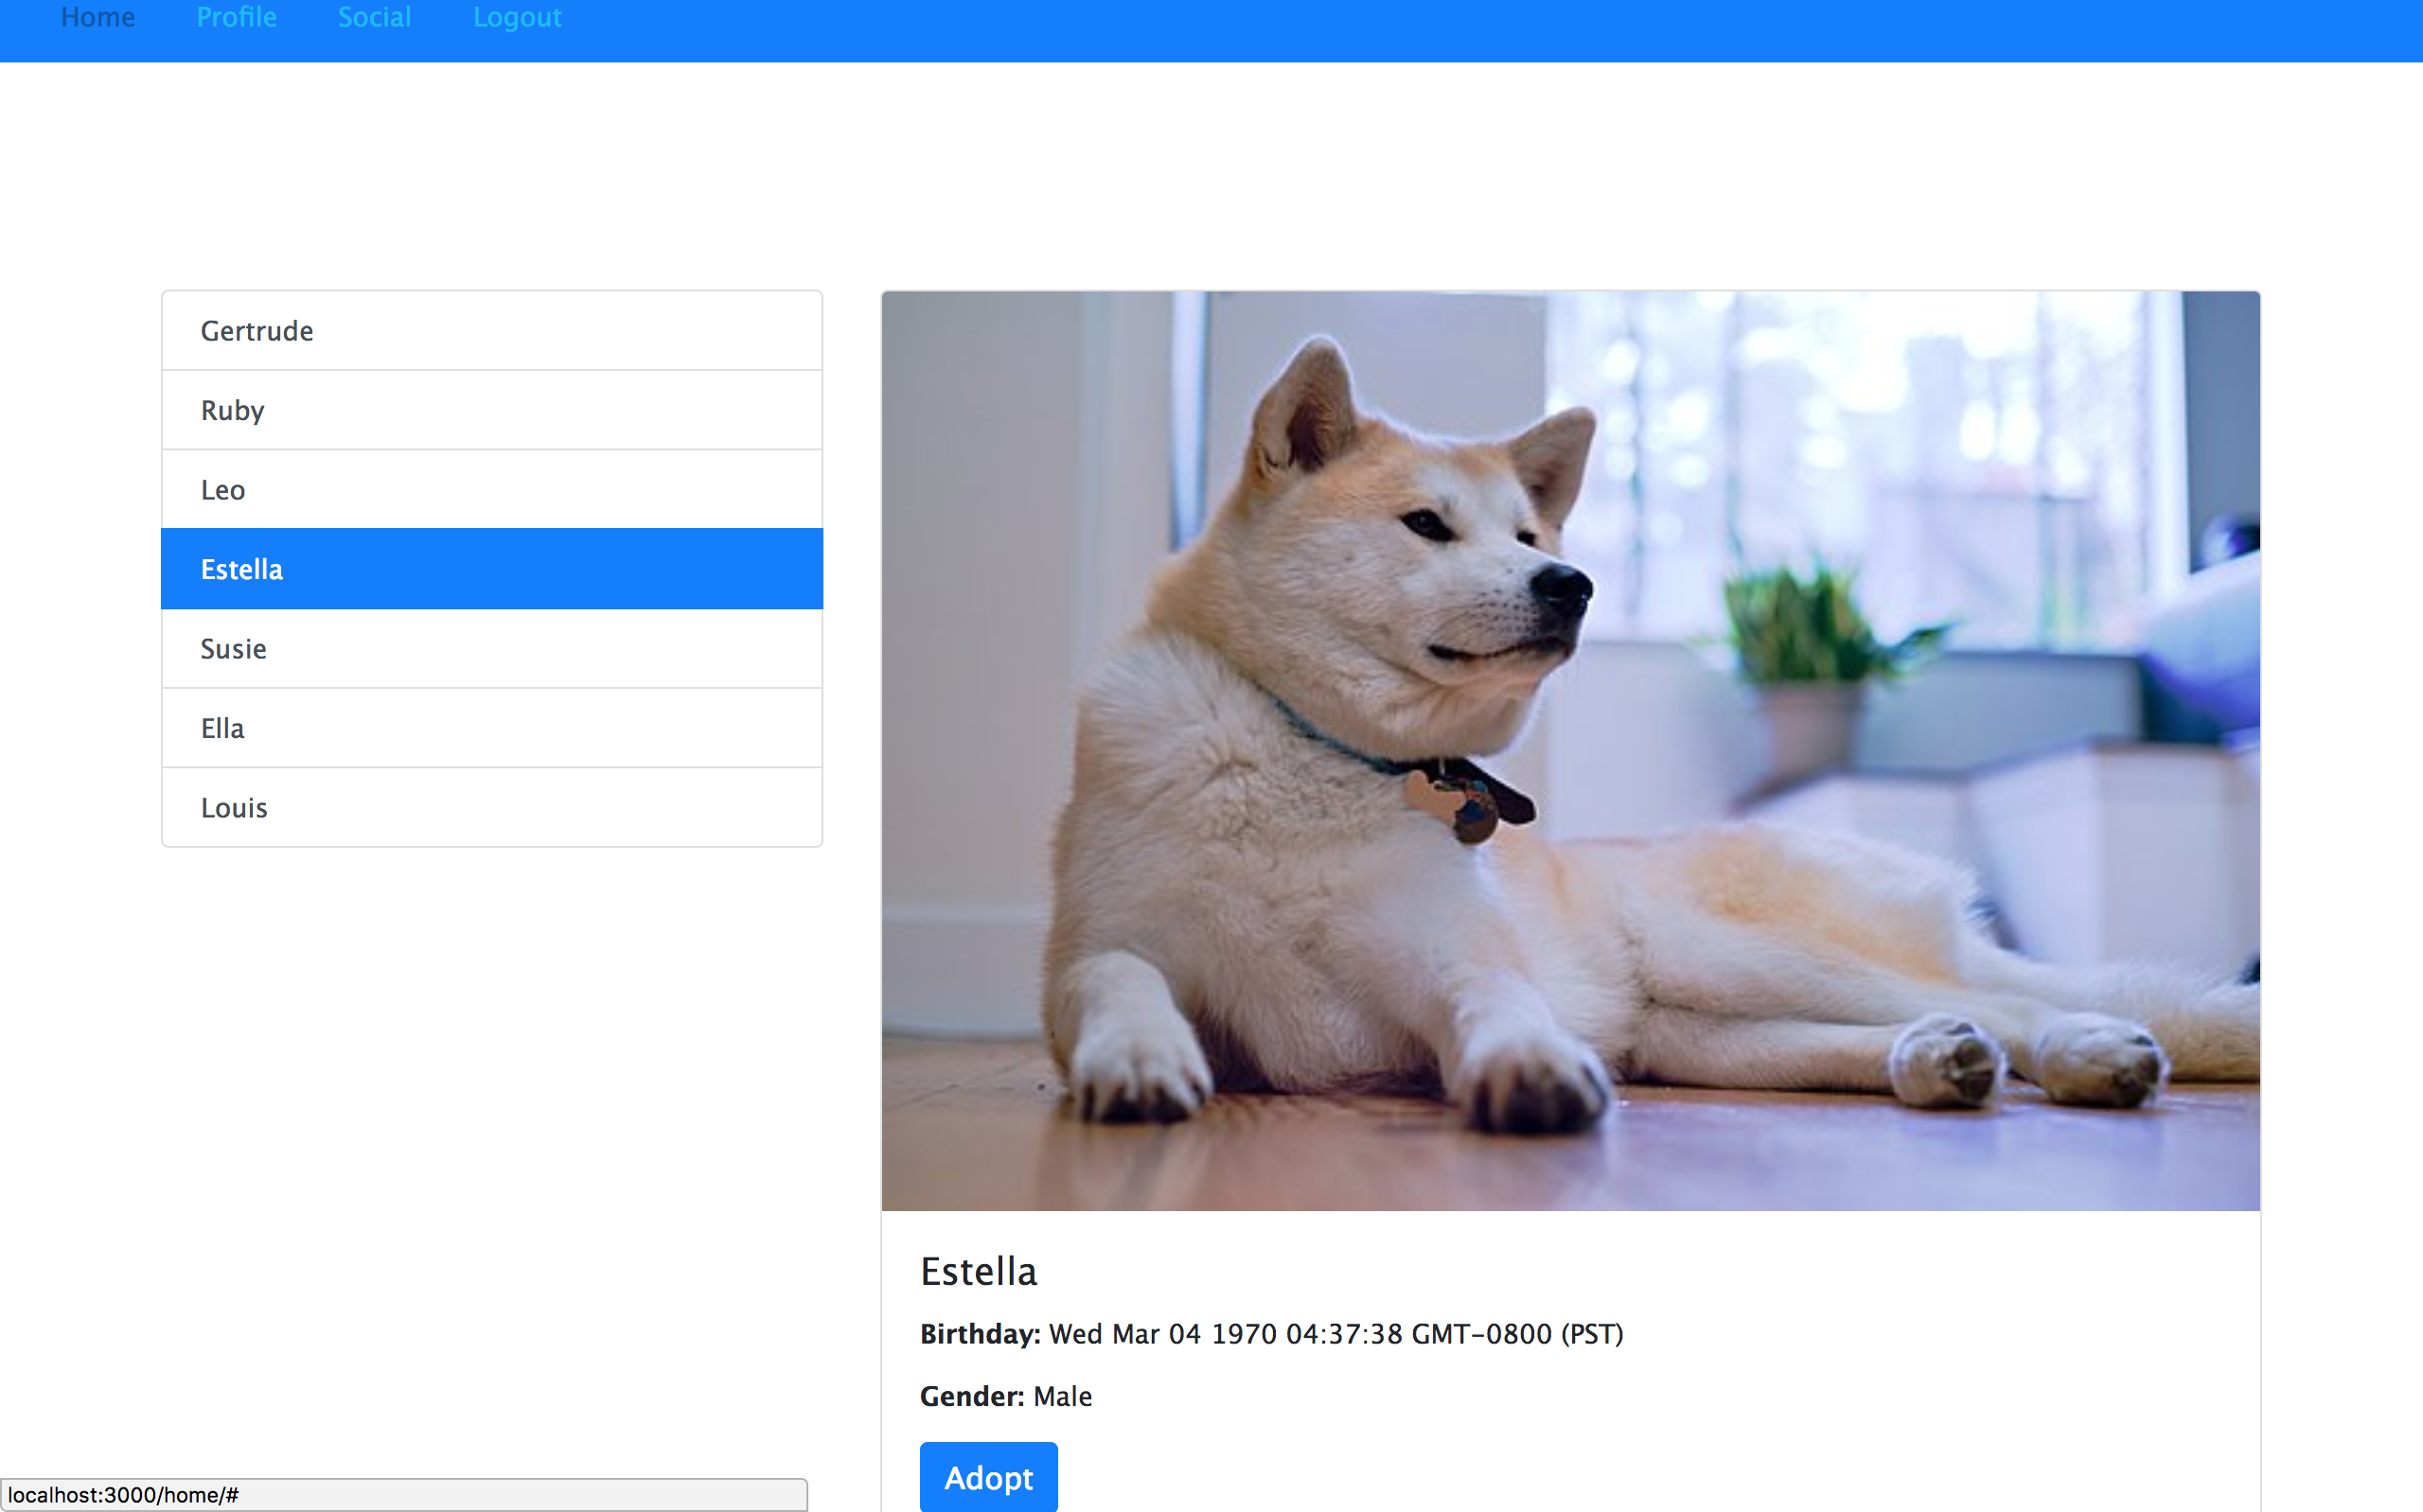 Home Profile Social Logout
Gertrude
Ruby
Leo
Estella
Susie
Ella
Louis
Estella
Birthday: Wed Mar 04 1970 04:37:38 GMT-0800 (PST)
Gender: Male
Adopt
localhost:3000/home/#